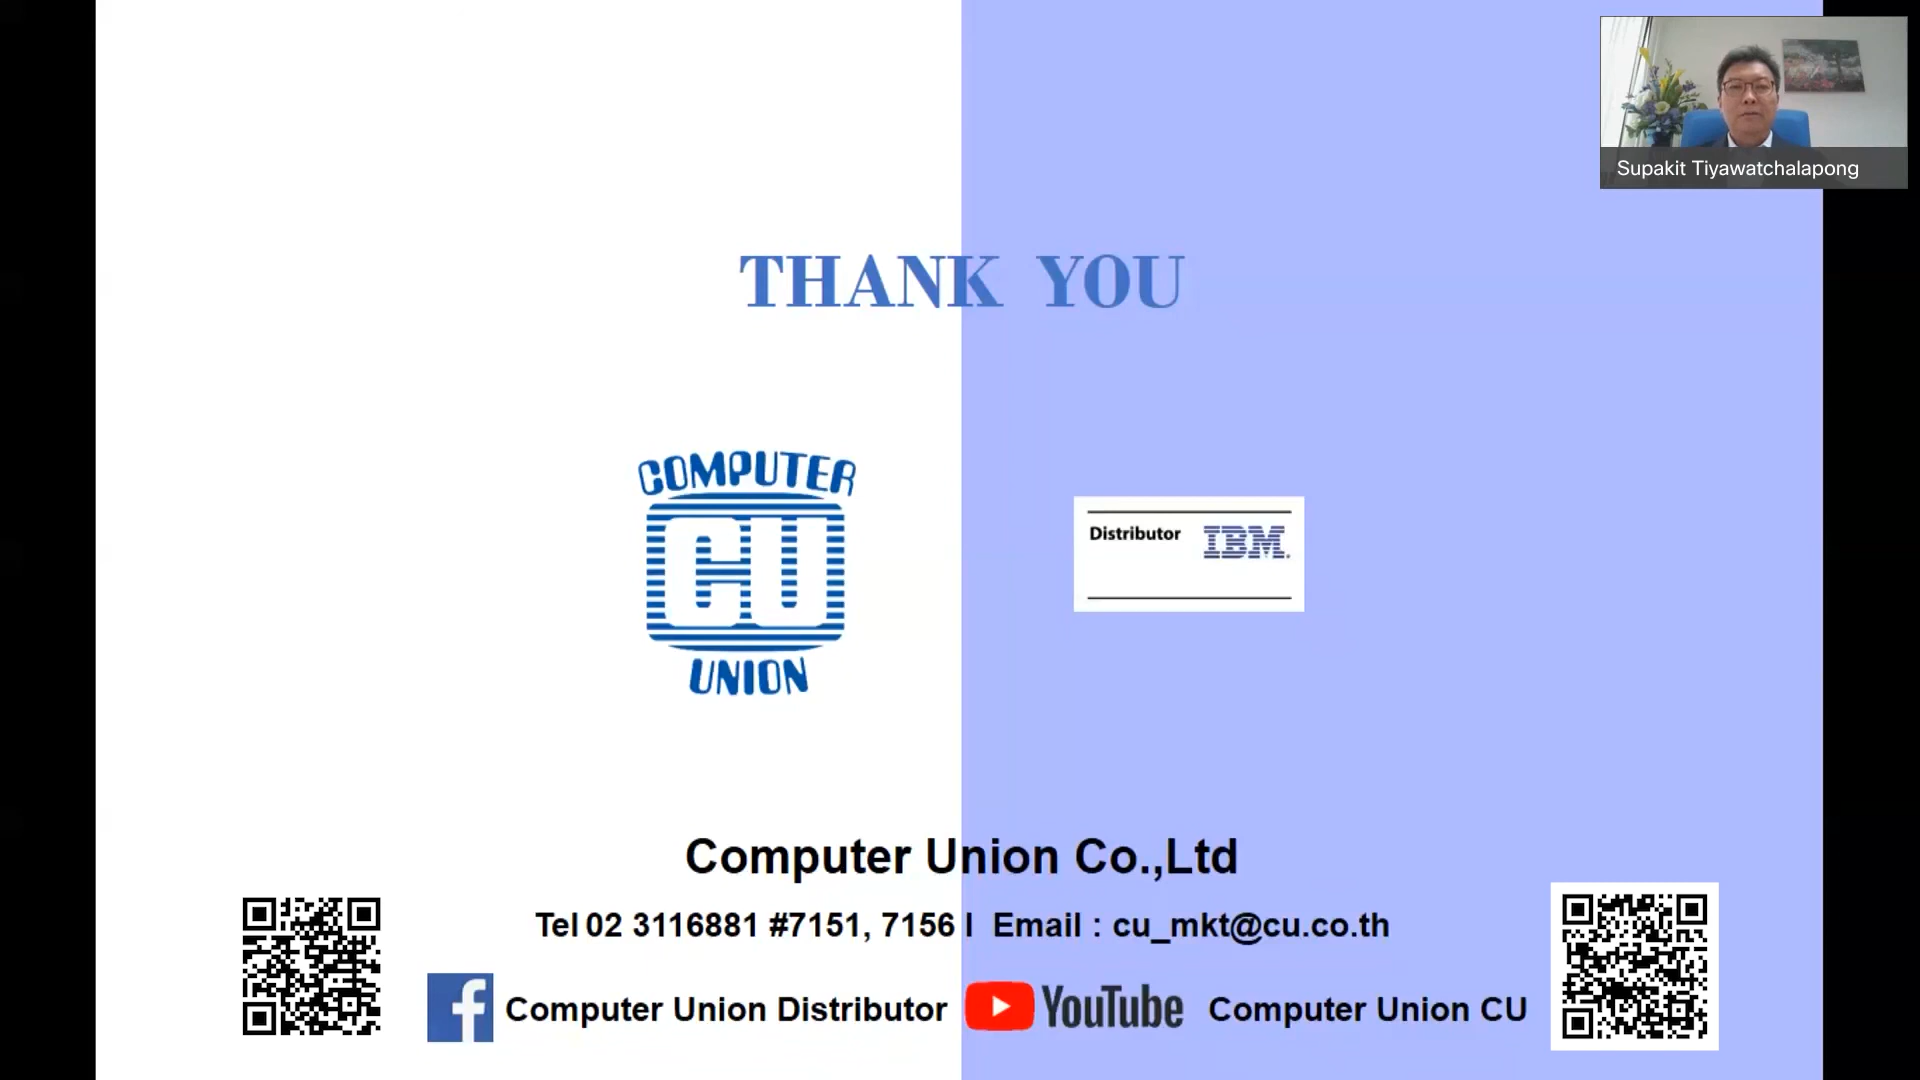 Supakit Tiyawatchalapong
THANK YOU
COMPUTER
CU
UNION
Distributor IBM
Computer Union Co.,Ltd
Tel 02 3116881 #7151, 7156 l Email : cu_mkt@cu.co.th
f Computer Union Distributor YouTube Computer Union CU